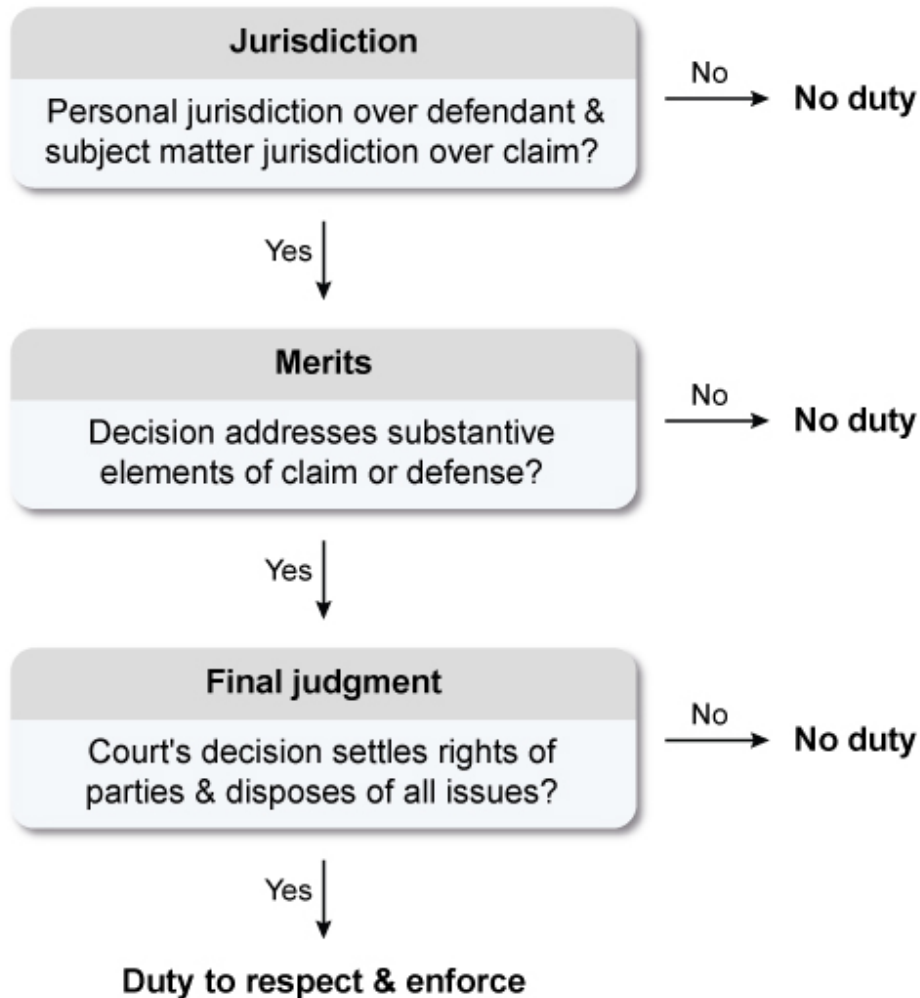 Jurisdiction
Personal jurisdiction over defendant &
subject matter jurisdiction over claim?
No
No duty
Yes
Merits
Decision addresses substantive
elements of claim or defense?
No
No duty
Yes
Final judgment
Court's decision settles rights of
parties & disposes of all issues?
No
No duty
Yes
Duty to respect & enforce